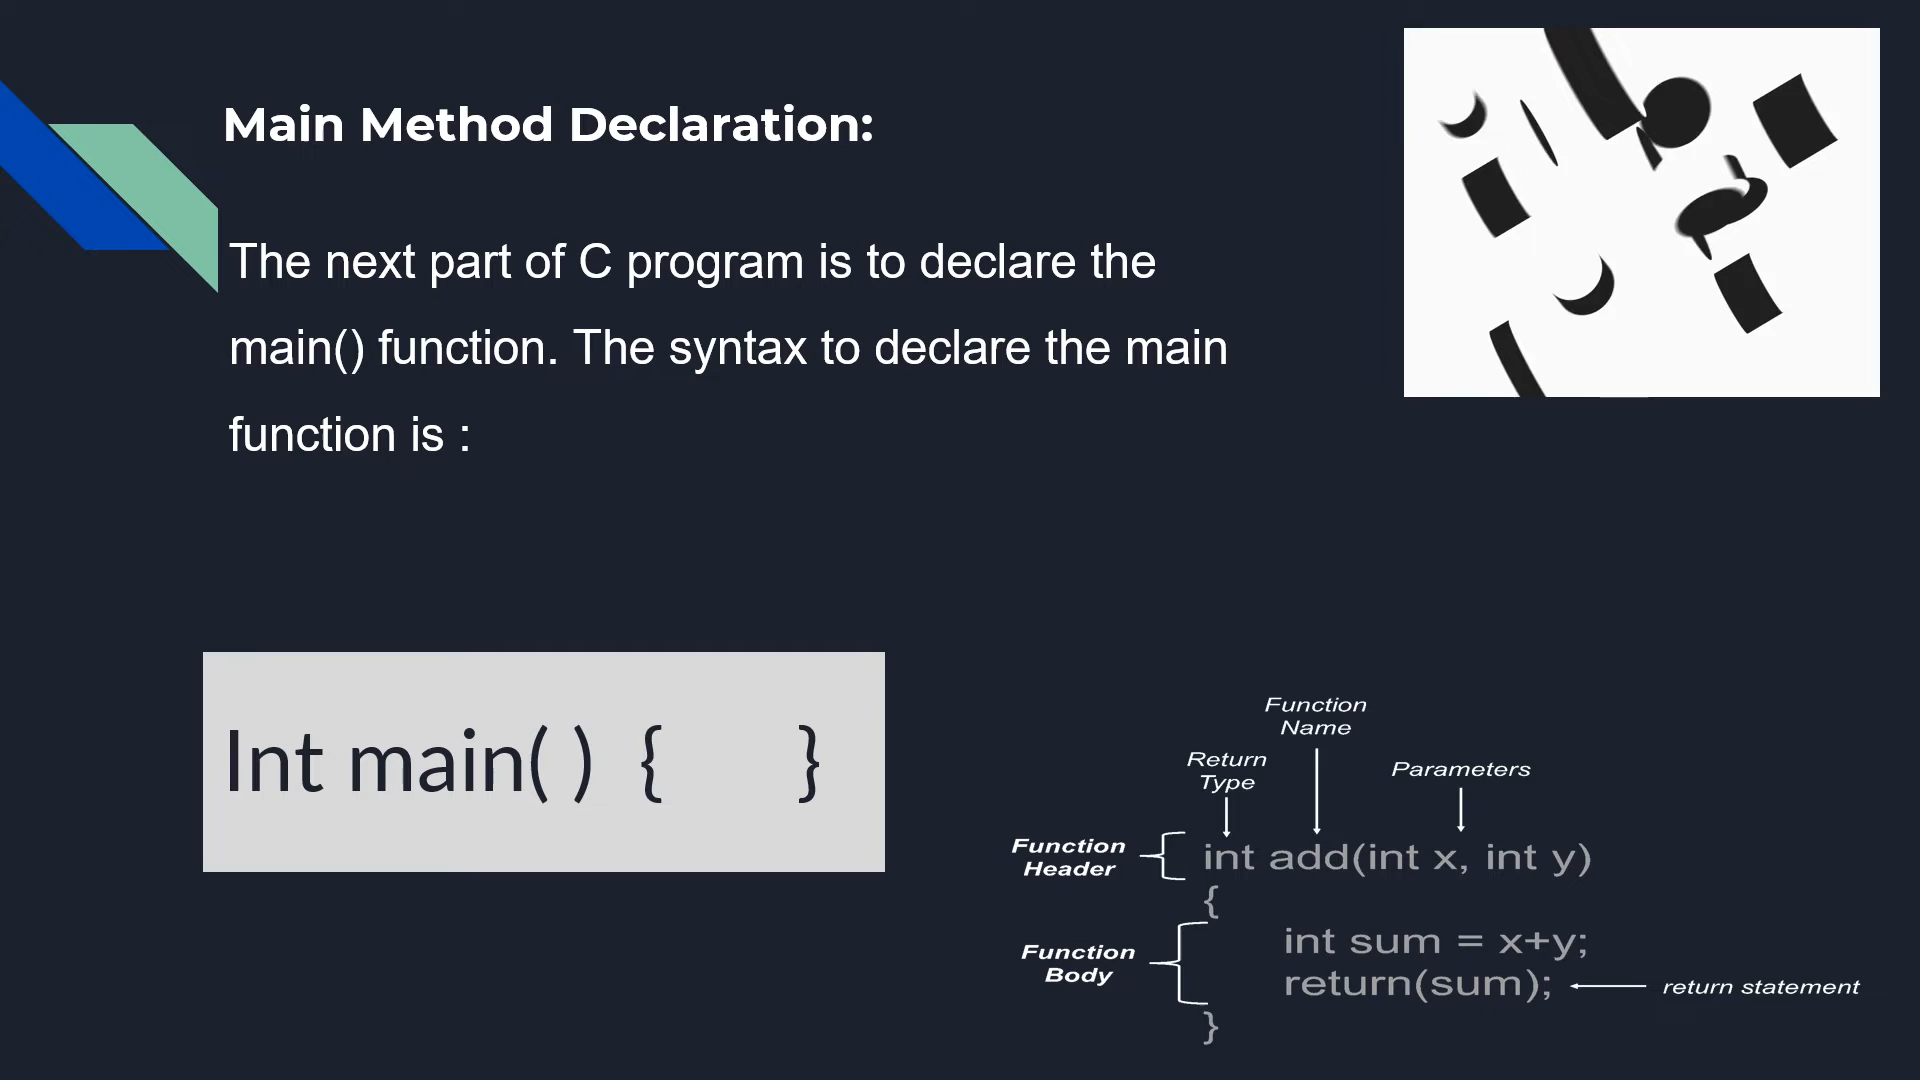 Main Method Declaration:
The next part of C program is to declare the
main() function. The syntax to declare the main
function is :
Int main( ) { }
Function
Name
Return
Type
Parameters
Function
Header
int add(int x, int y)
{
Function
Body
int sum = x+y;
return(sum);
return statement
}